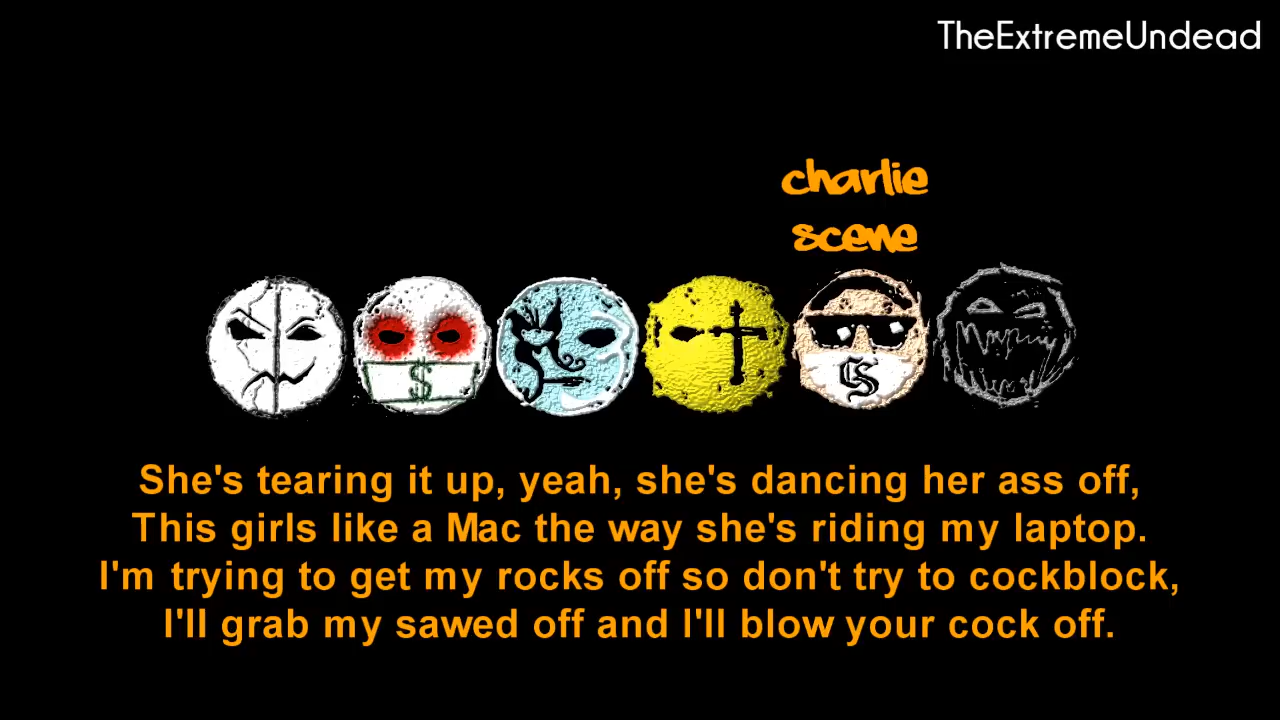 TheExtremeUndead
charlie
scene
$
CS
She's tearing it up, yeah, she's dancing her ass off,
This girls like a Mac the way she's riding my laptop.
I'm trying to get my rocks off so don't try to cockblock,
I'll grab my sawed off and I'll blow your cock off.